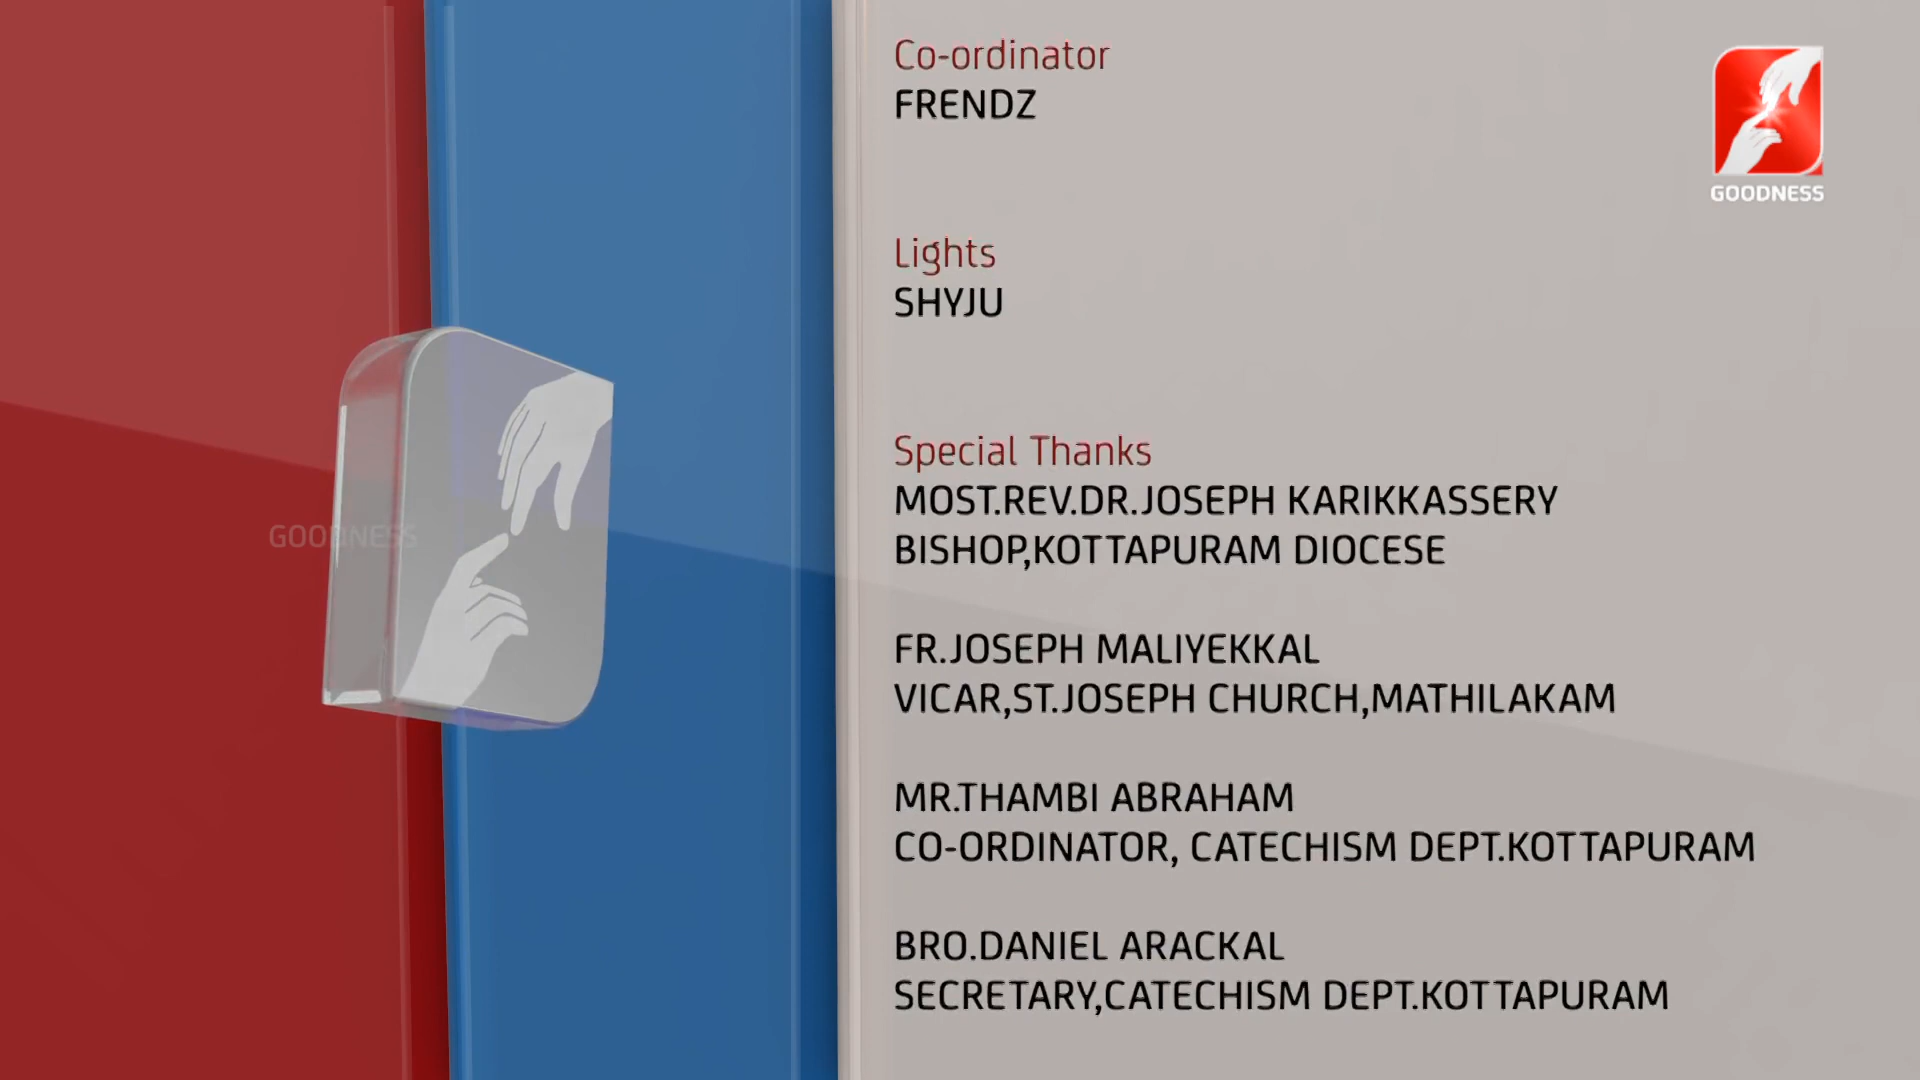 Co-ordinator
FRENDZ
GOODNESS
Lights
SHYJU
Special Thanks
MOST.REV.DR.JOSEPH KARIKKASSERY
BISHOP,KOTTAPURAM DIOCESE
GOODNESS
FR.JOSEPH MALIYEKKAL
VICAR,ST.JOSEPH CHURCH,MATHILAKAM
MR.THAMBI ABRAHAM
CO-ORDINATOR, CATECHISM DEPT.KOTTAPURAM
BRO.DANIEL ARACKAL
SECRETARY,CATECHISM DEPT.KOTTAPURAM